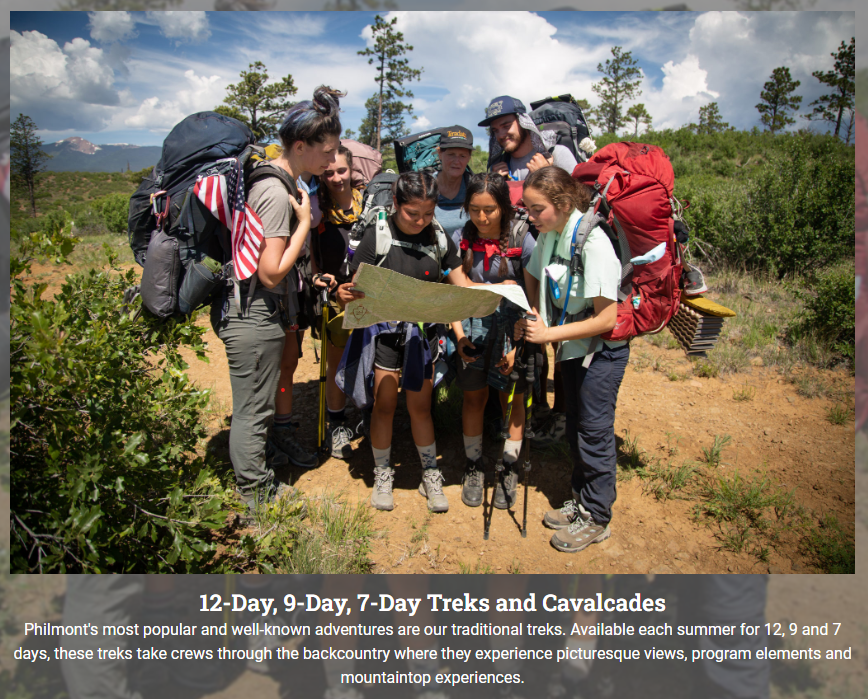 12-Day, 9-Day, 7-Day Treks and Cavalcades
Philmont's most popular and well-known adventures are our traditional treks. Available each summer for 12, 9 and 7
days, these treks take crews through the backcountry where they experience picturesque views, program elements and
mountaintop experiences.